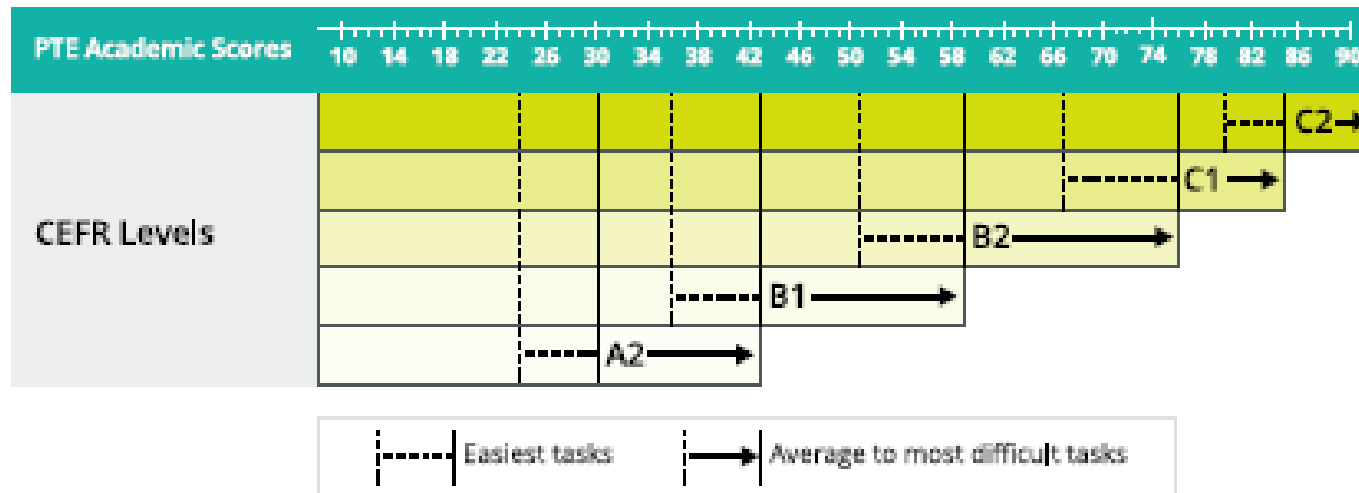 PTE Academic Scores
10 14 18 22 26 30 34 38 42 46 50 54 58 62 66 70 74 78 82 86 90
C2
C1
CEFR Levels
B2
B1
A2
Easiest tasks
Average to most difficult tasks